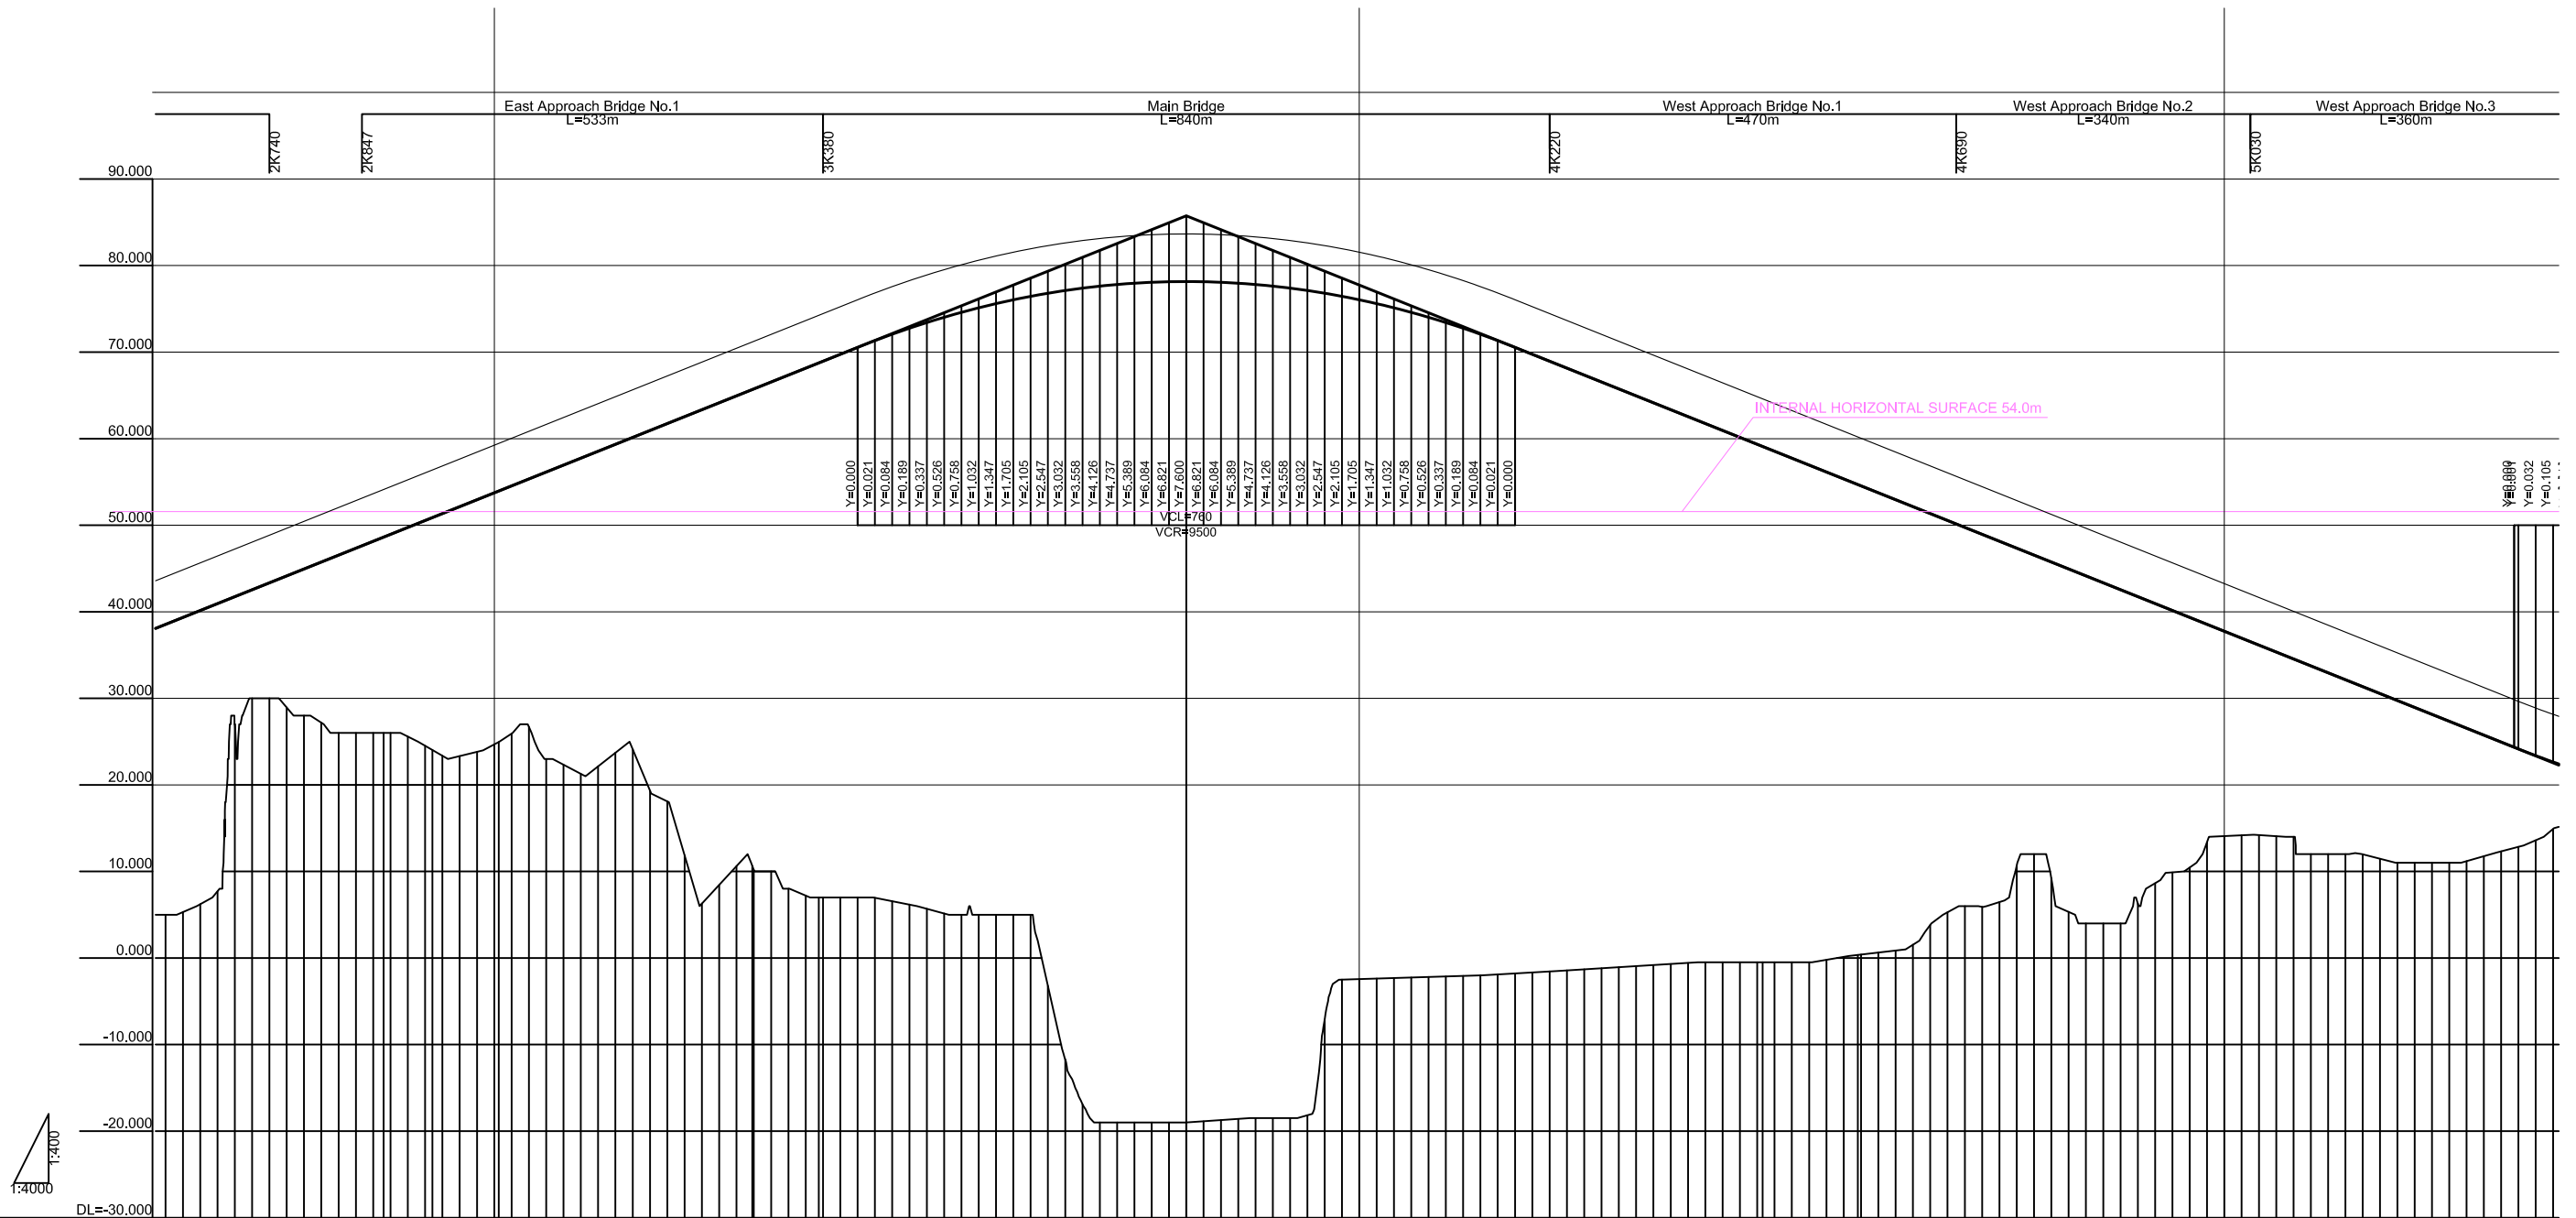 East Approach Bridge No.1
L=533m
Main Bridge
L=840m
West Approach Bridge No.1
L=470m
West Approach Bridge No.2
L=340m
West Approach Bridge No.3
L=360m
2K740
2K847
3K380
4K220
4K690
5K030
90.000
80.000
70.000
60.000
50.000
40.000
30.000
20.000
10.000
0.000
-10.000
-20.000
DL=-30.000
INTERNAL HORIZONTAL SURFACE 54.0m
Y=0.000
Y=0.021
Y=0.084
Y=0.189
Y=0.337
Y=0.526
Y=0.758
Y=1.032
Y=1.347
Y=1.705
Y=2.105
Y=2.547
Y=3.032
Y=3.558
Y=4.126
Y=4.737
Y=5.389
Y=6.084
Y=6.821
Y=7.600
Y=6.821
Y=6.084
Y=5.389
Y=4.737
Y=4.126
Y=3.558
Y=3.032
Y=2.547
Y=2.105
Y=1.705
Y=1.347
Y=1.032
Y=0.758
Y=0.526
Y=0.337
Y=0.189
Y=0.084
Y=0.021
Y=0.000
VCL=760
VCR=9500
Y=0.000
Y=0.001
Y=0.032
Y=0.105
1:400
1:4000